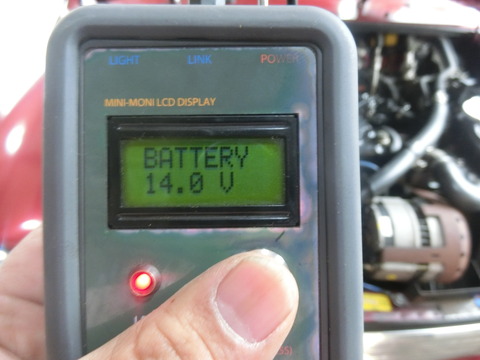 LIGHT LINK POWER
MINI-MONI LCD DISPLAY
BATTERY
14.0 V